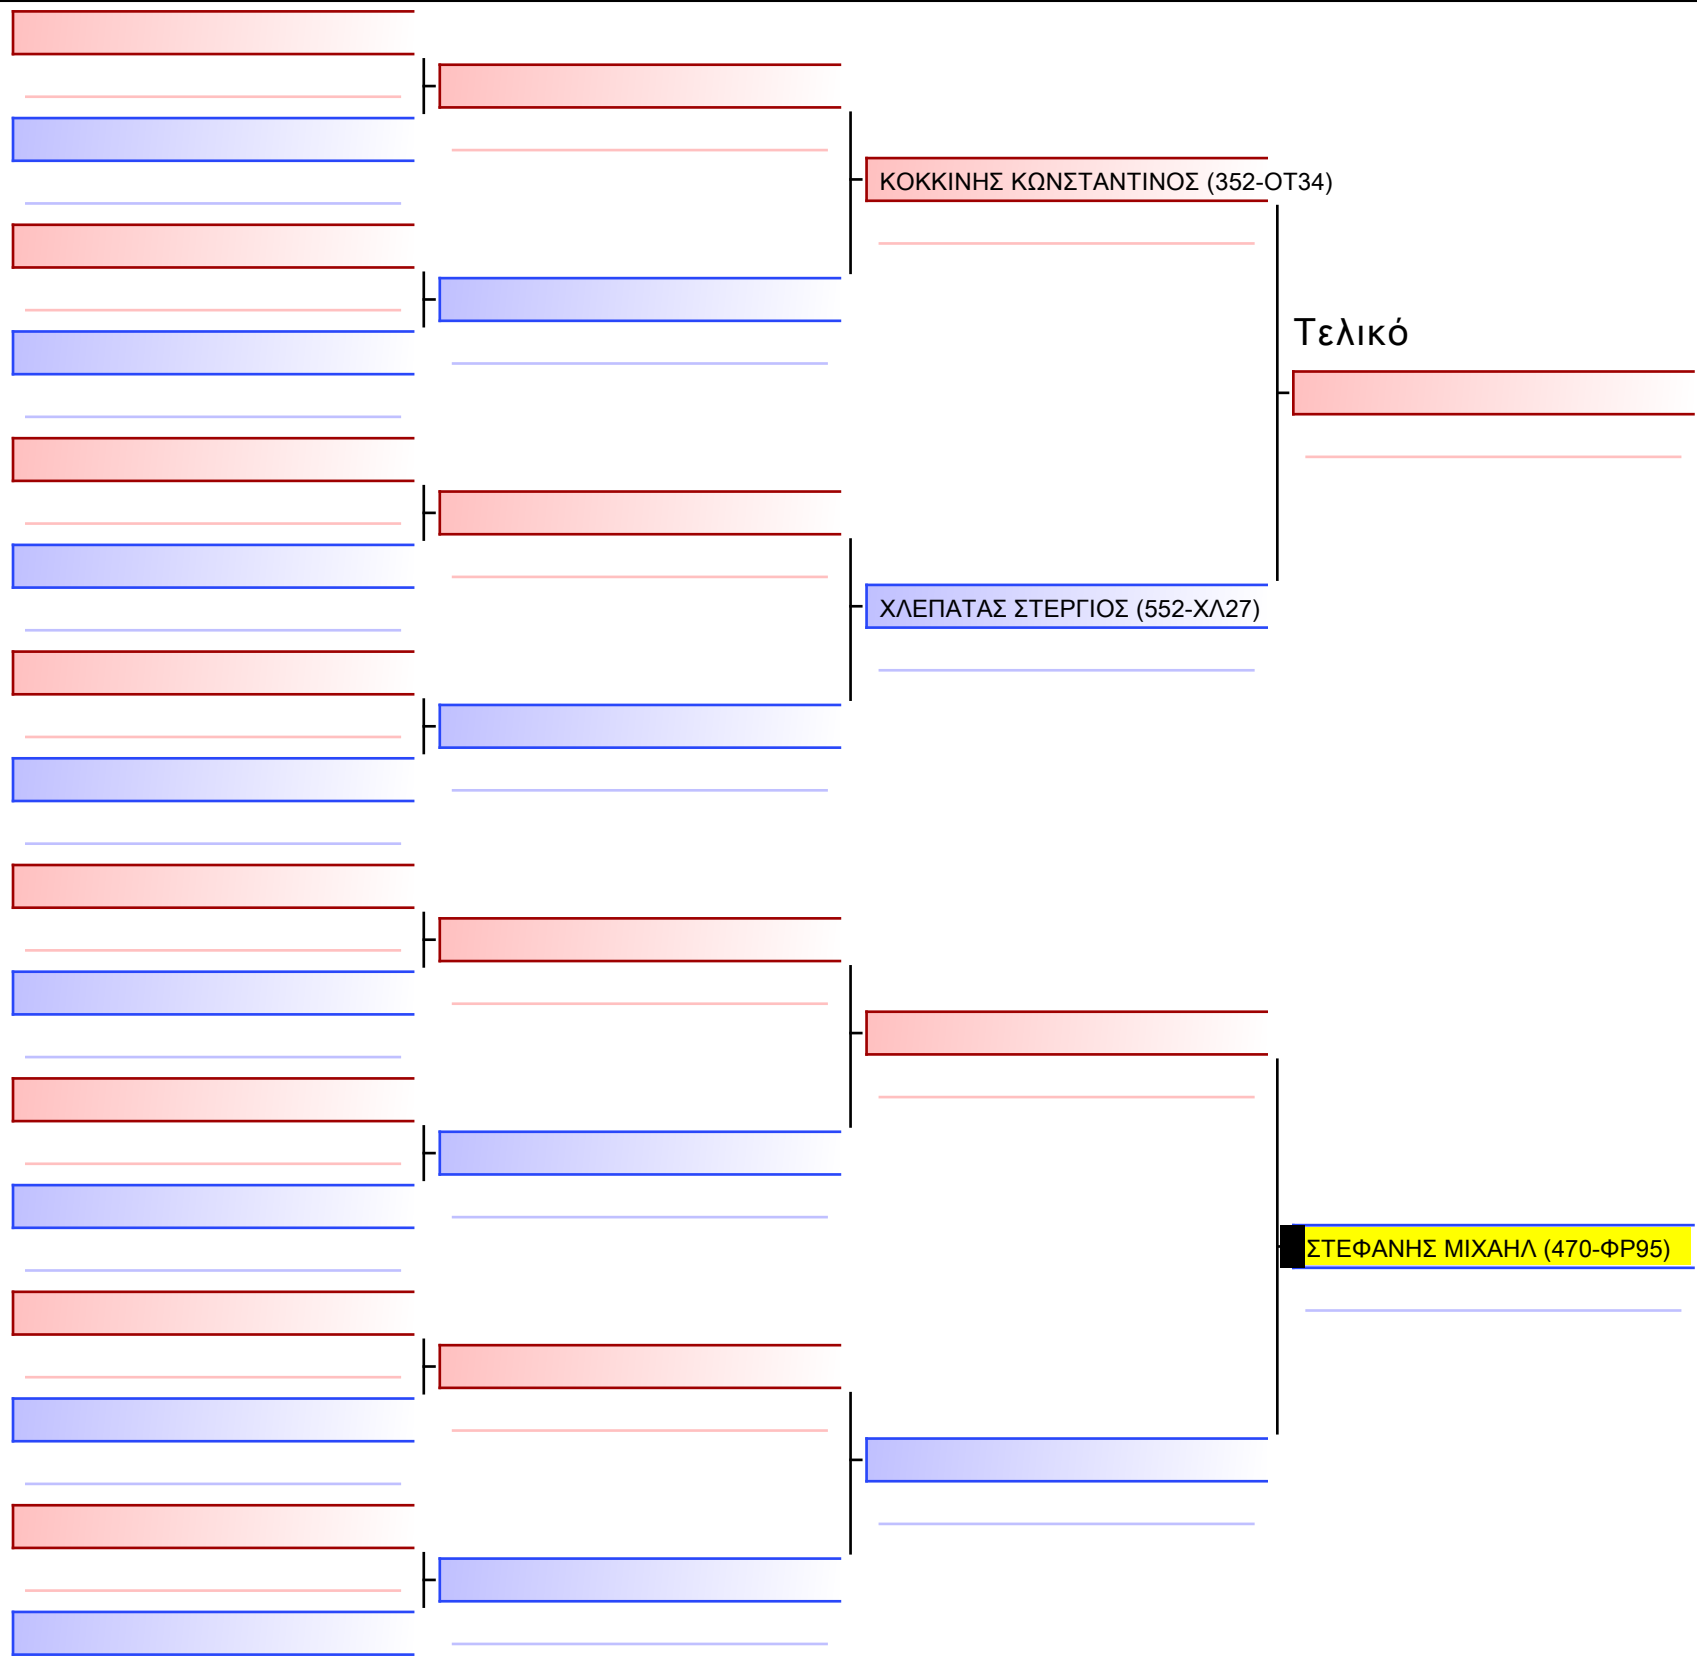 ΚΟΚΚΙΝΗΣ ΚΩΝΣΤΑΝΤΙΝΟΣ (352-ΟΤ34)
Τελικό
ΧΛΕΠΑΤΑΣ ΣΤΕΡΓΙΟΣ (552-ΧΛ27)
ΣΤΕΦΑΝΗΣ ΜΙΧΑΗΛ (470-ΦΡ95)